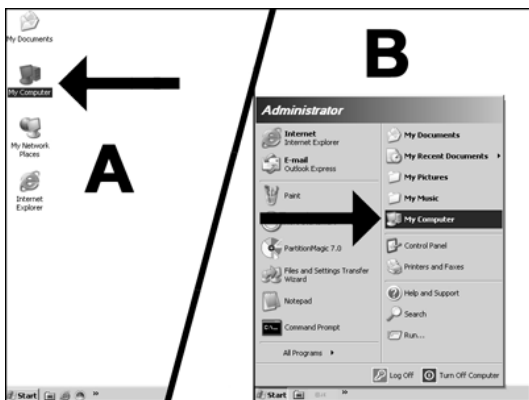 My Documents
My Computer
My Network
Places
Internet
Explorer
A
Start
»
B
Administrator
Internet
Internet Explorer
E-mail
Outlook Express
Paint
PartitionMagic 7.0
Files and Settings Transfer
Wizard
Notepad
Command Prompt
All Programs
My Documents
My Recent Documents
My Pictures
My Music
My Computer
Control Panel
Printers and Faxes
Help and Support
Search
Run...
Log Off
Turn Off Computer
Start
»